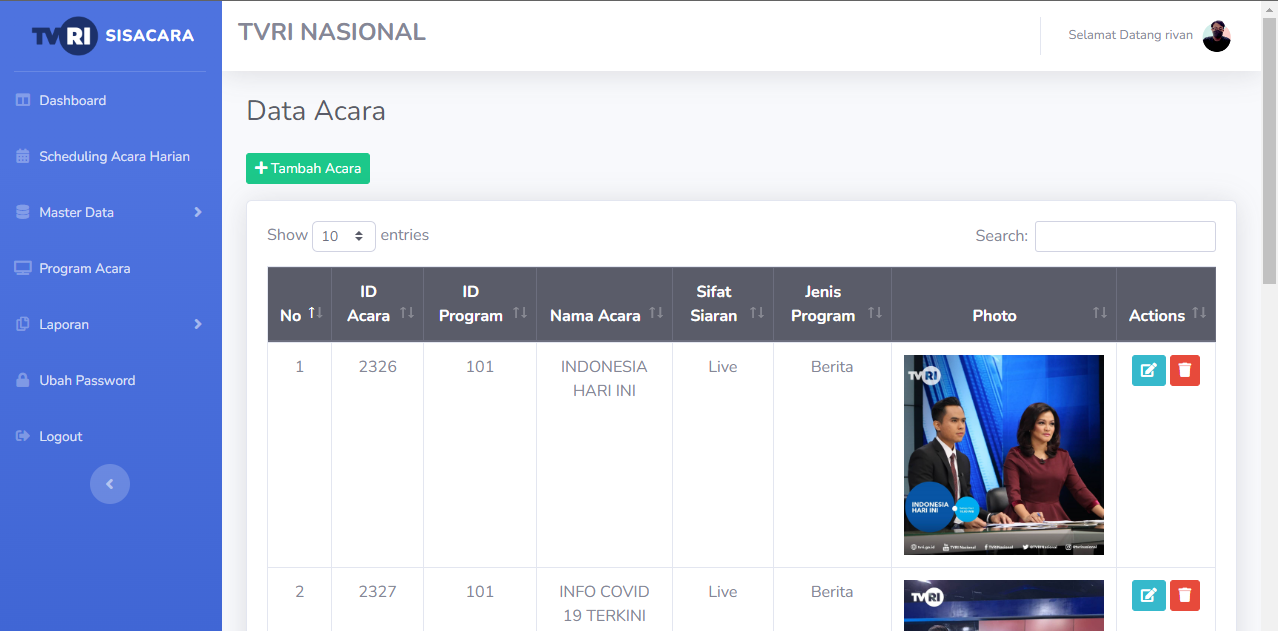 TVRI SISACARA
TVRI NASIONAL
Selamat Datang rivan
Dashboard
Scheduling Acara Harian
Master Data
Program Acara
Laporan
Ubah Password
Logout
Data Acara
Tambah Acara
Show 10 entries
Search:
No
ID
Acara
ID
Program
Nama Acara
Sifat
Siaran
Jenis
Program
Photo
Actions
1
2326
101
INDONESIA
HARI INI
Live
Berita
TVRI
INDONESIA
HARI INI
2
2327
101
INFO COVID
19 TERKINI
Live
Berita
TVRI